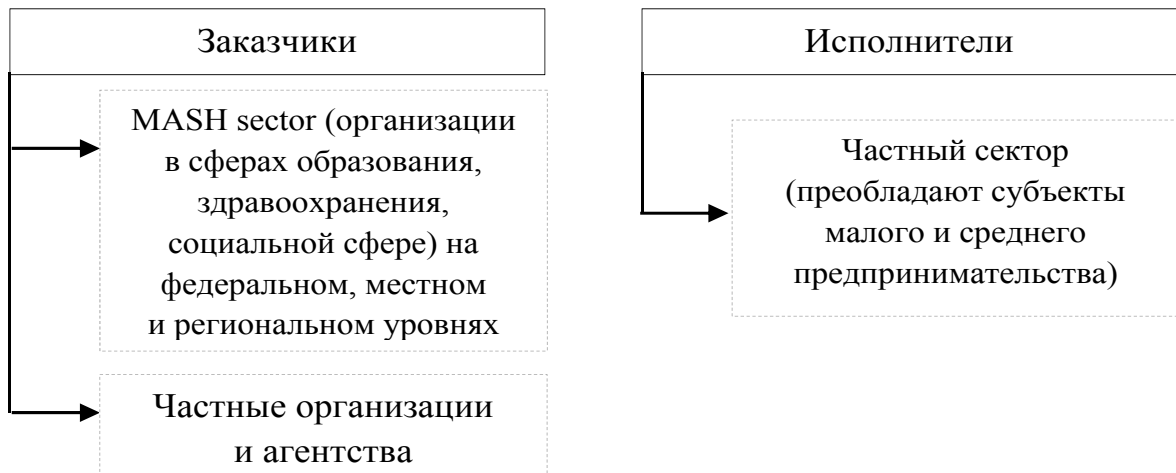 Заказчики
MASH sector (организации
в сферах образования,
здравоохранения,
социальной сфере) на
федеральном, местном
и региональном уровнях
Частные организации
и агентства
Исполнители
Частный сектор
(преобладают субъекты
малого и среднего
предпринимательства)